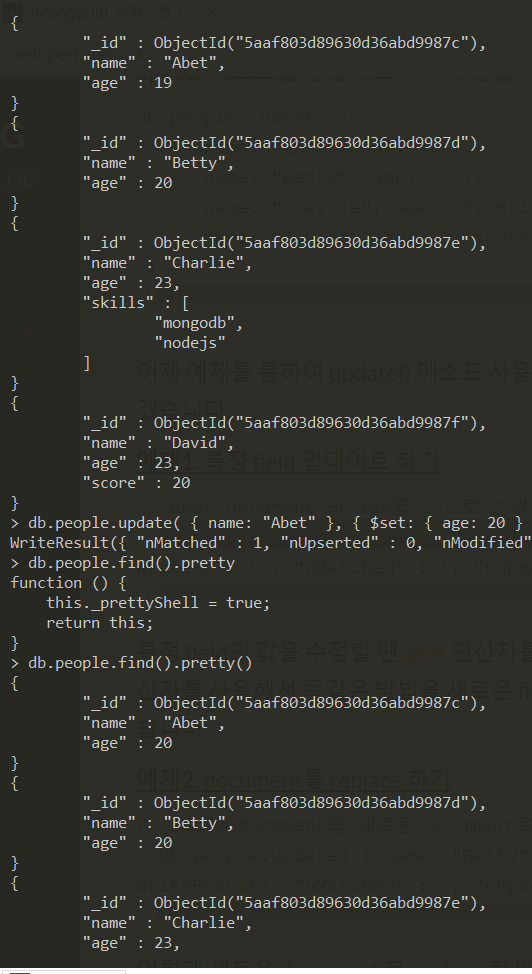 {
"_id" : ObjectId("5aaf803d89630d36abd9987c"),
"name" : "Abet",
"age" : 19
}
{
"_id" : ObjectId("5aaf803d89630d36abd9987d"),
"name" : "Betty",
"age" : 20
}
{
"_id" : ObjectId("5aaf803d89630d36abd9987e"),
"name" : "Charlie",
"age" : 23,
"skills" : [
"mongodb",
"nodejs"
]
}
{
"_id" : ObjectId("5aaf803d89630d36abd9987f"),
"name" : "David",
"age" : 23,
"score" : 20
}
> db.people.update( { name: "Abet" }, { $set: { age: 20 }
WriteResult({ "nMatched" : 1, "nUpserted" : 0, "nModified"
> db.people.find().pretty
function () {
this._prettyShell = true;
return this;
}
> db.people.find().pretty()
{
"_id" : ObjectId("5aaf803d89630d36abd9987c"),
"name" : "Abet",
"age" : 20
}
{
"_id" : ObjectId("5aaf803d89630d36abd9987d"),
"name" : "Betty",
"age" : 20
}
{
"_id" : ObjectId("5aaf803d89630d36abd9987e"),
"name" : "Charlie",
"age" : 23,